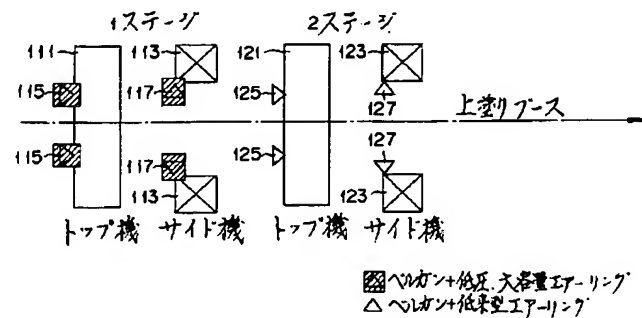 1ステージ 2ステージ
111 113 121 123
115 117 125 127
上塗りブース
115 117 125 127
113 123
トップ機 サイド機 トップ機 サイド機
ベルガン+低圧、大容量エアーリング
ベルガン+従来型エアーリング